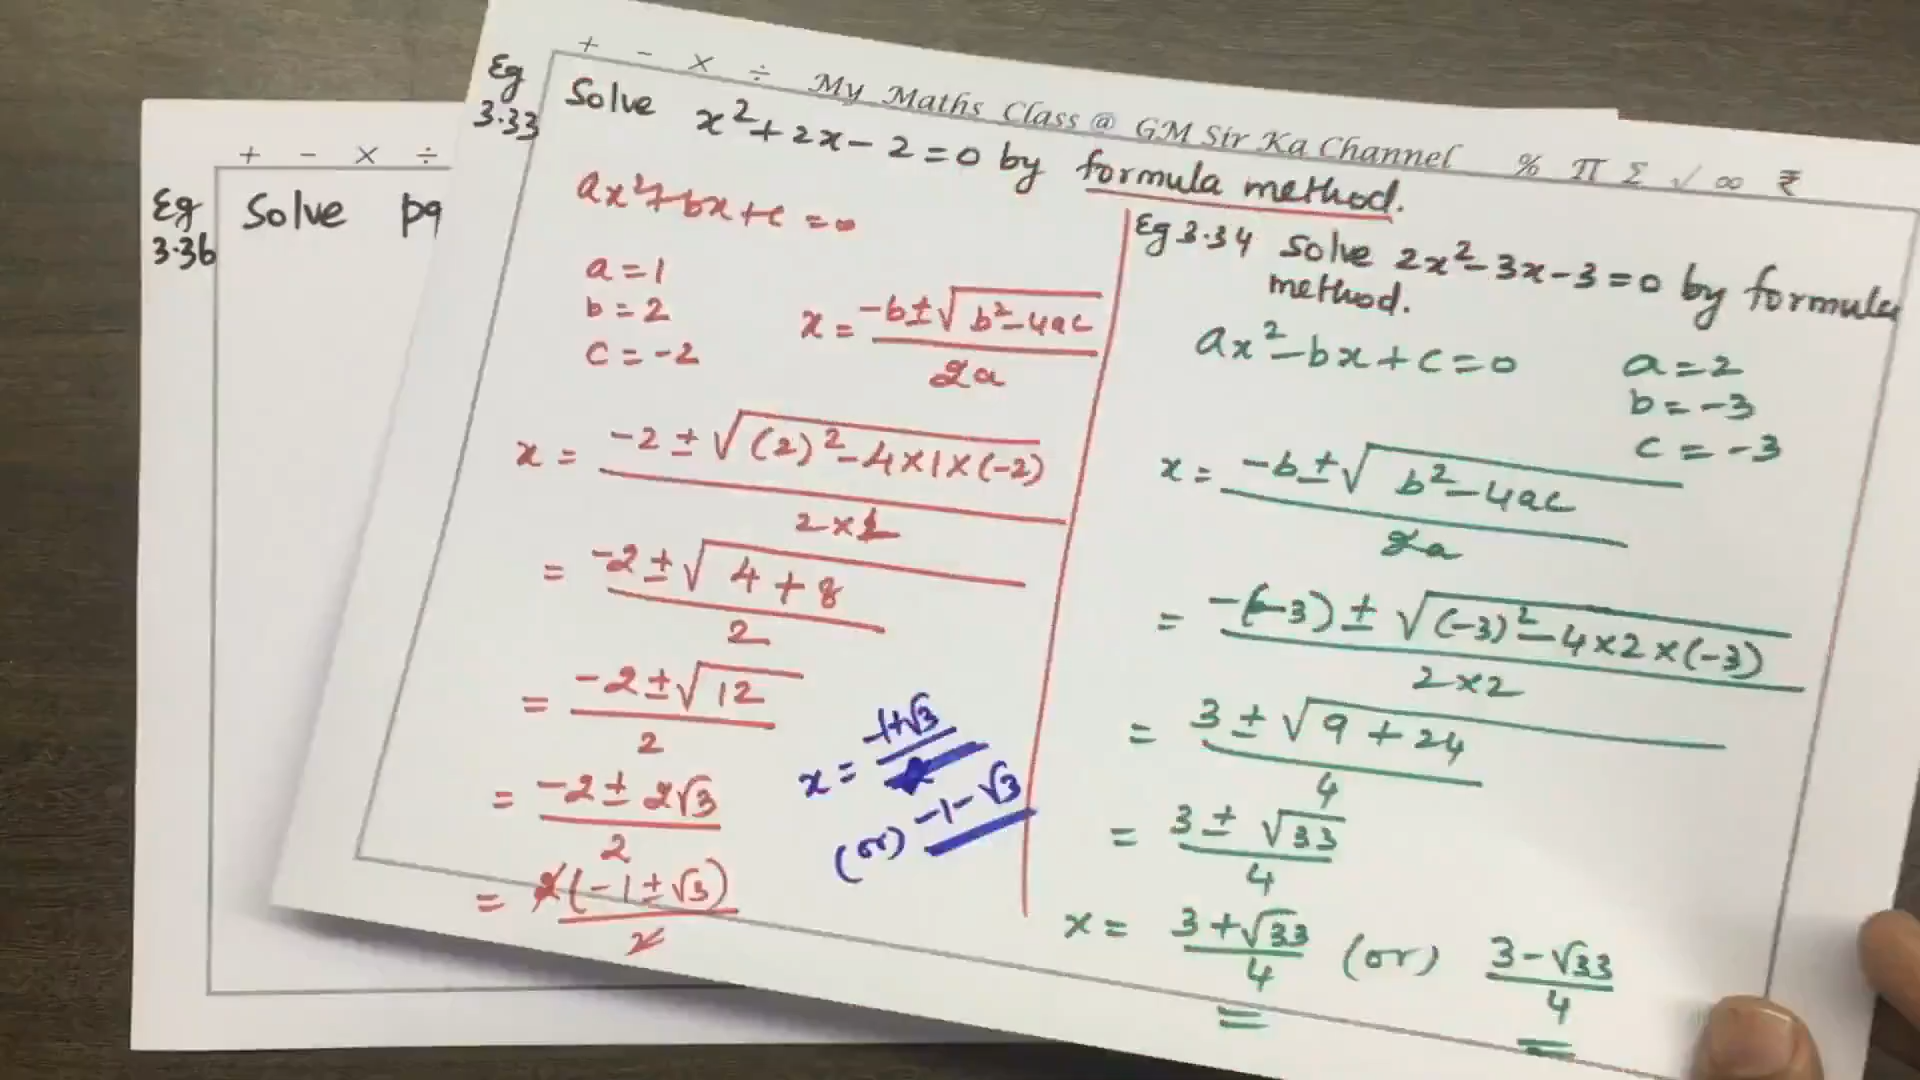 + - × ÷
Eg 3.36 Solve pq
+ - × ÷ My Maths Class @ GM Sir Ka Channel % Π Σ √ ∞ ₹
Eg 3.33 Solve x²+2x-2=0 by formula method.
ax²+bx+c=0
a=1
b=2
c=-2
x = (-b±√(b²-4ac))/2a
x = (-2±√((2)²-4×1×(-2)))/(2×1)
= (-2±√(4+8))/2
= (-2±√12)/2
= (-2±2√3)/2
= 2(-1±√3)/2
x = -1+√3
(or) -1-√3
Eg 3.34 Solve 2x²-3x-3=0 by formula
method.
ax²-bx+c=0
a=2
b=-3
c=-3
x = (-b±√(b²-4ac))/2a
= (-(-3)±√((-3)²-4×2×(-3)))/(2×2)
= (3±√(9+24))/4
= (3±√33)/4
x = (3+√33)/4 (or) (3-√33)/4